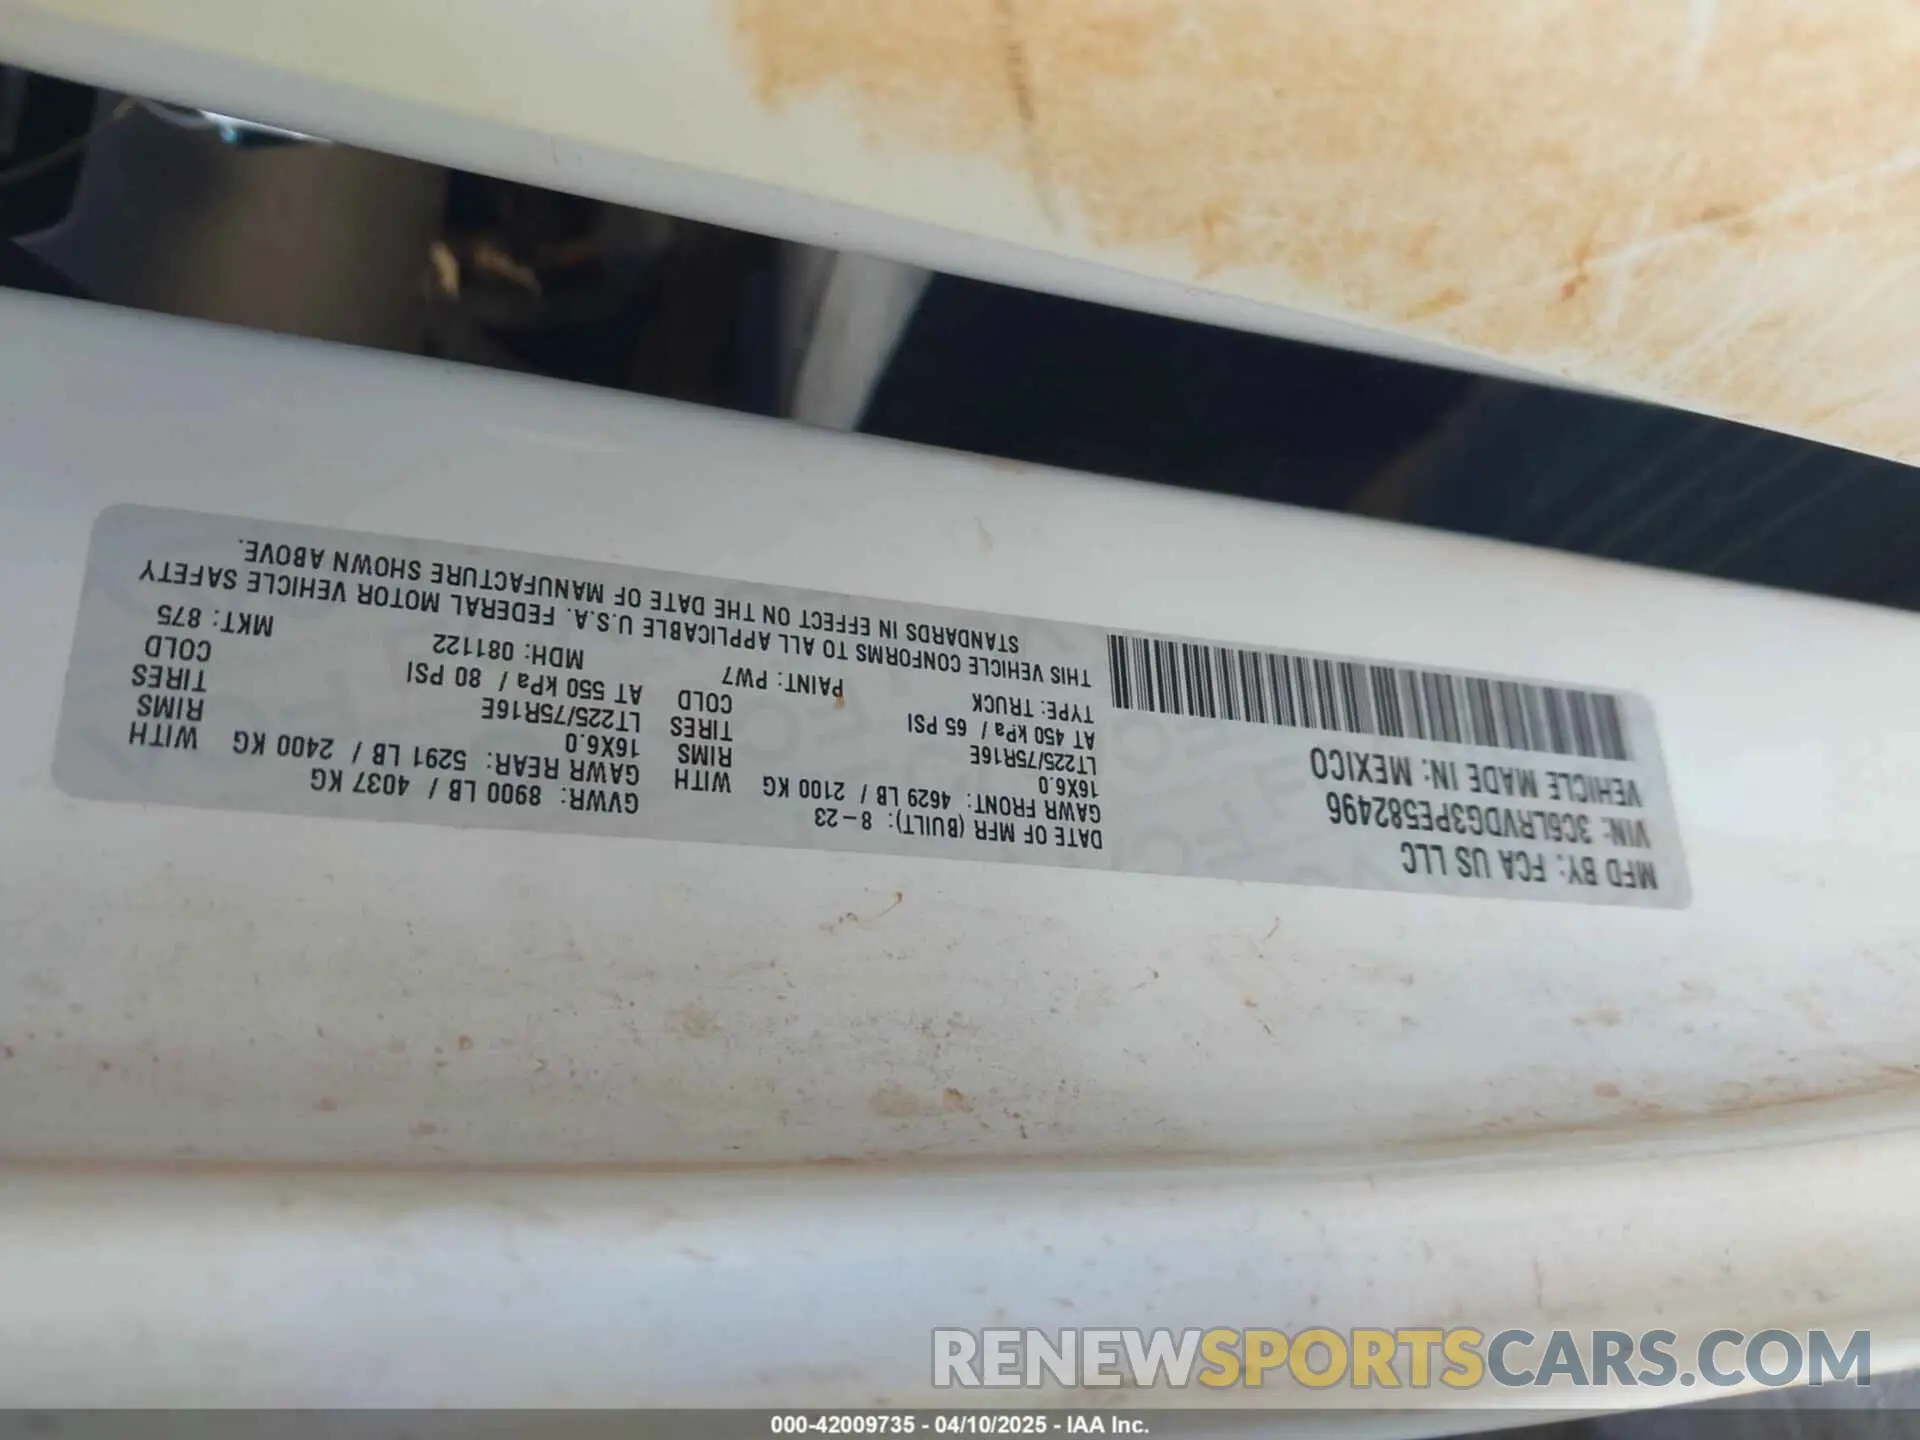 MFD BY: FCA US LLC
VIN: 3C6LRVDG3PE582496
VEHICLE MADE IN: MEXICO
DATE OF MFR (BUILT): 8-23
GVWR: 8900 LB / 4037 KG
GAWR FRONT: 4629 LB / 2100 KG WITH
16X6.0 RIMS
LT225/75R16E TIRES
AT 450 kPa / 65 PSI COLD
GAWR REAR: 5291 LB / 2400 KG WITH
16X6.0 RIMS
LT225/75R16E TIRES
AT 550 kPa / 80 PSI COLD
TYPE: TRUCK PAINT: PW7 MDH: 081122 MKT: 875
THIS VEHICLE CONFORMS TO ALL APPLICABLE U.S.A. FEDERAL MOTOR VEHICLE SAFETY
STANDARDS IN EFFECT ON THE DATE OF MANUFACTURE SHOWN ABOVE.
RENEWSPORTSCARS.COM
000-42009735 - 04/10/2025 - IAA Inc.